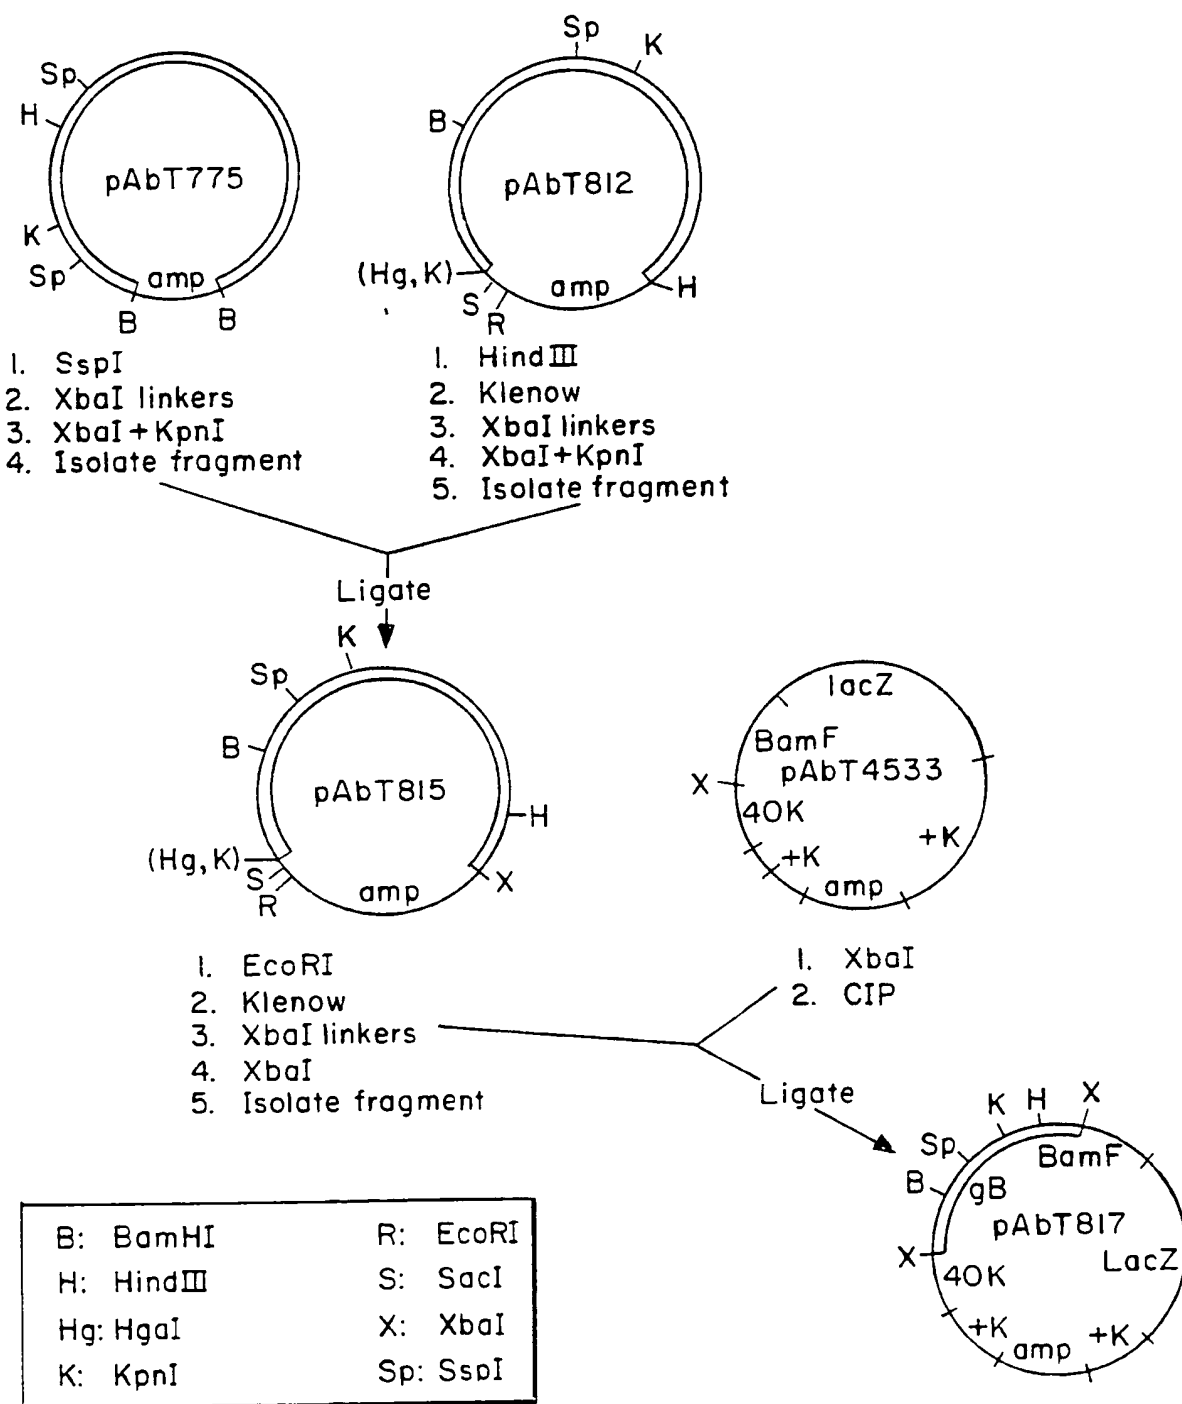 Sp
H
K
Sp
B
B
amp
pAbT775
Sp
K
B
pAbT812
(Hg, K)
S
R
amp
H
1. SspI
2. XbaI linkers
3. XbaI+KpnI
4. Isolate fragment
1. HindIII
2. Klenow
3. XbaI linkers
4. XbaI+KpnI
5. Isolate fragment
Ligate
K
Sp
B
pAbT815
H
(Hg, K)
S
R
amp
X
lacZ
BamF
pAbT4533
X
40K
+K
+K
amp
1. EcoRI
2. Klenow
3. XbaI linkers
4. XbaI
5. Isolate fragment
1. XbaI
2. CIP
Ligate
K H X
Sp
B
BamF
gB
pAbT817
X
40K
LacZ
+K
amp
+K
B: BamHI
H: HindIII
Hg: HgaI
K: KpnI
R: EcoRI
S: SacI
X: XbaI
Sp: SspI